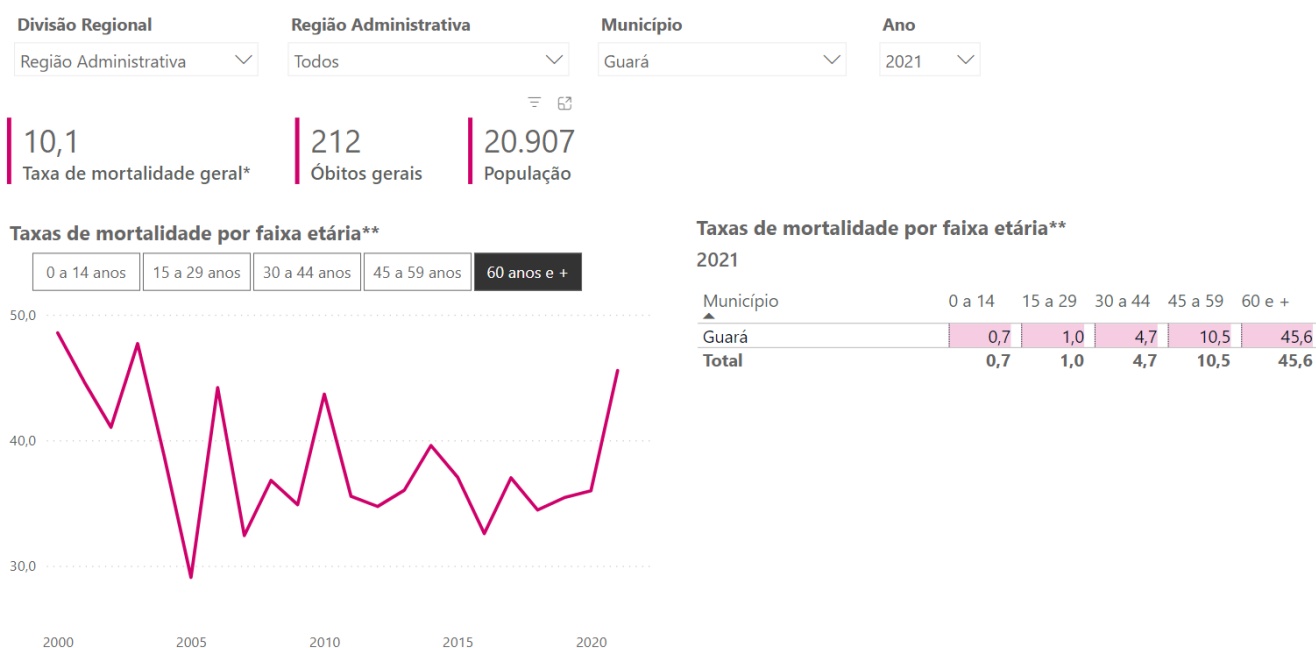 Divisão Regional Região Administrativa Município Ano
Região Administrativa Todos Guará 2021
10,1 212 20.907
Taxa de mortalidade geral* Óbitos gerais População
Taxas de mortalidade por faixa etária**
0 a 14 anos 15 a 29 anos 30 a 44 anos 45 a 59 anos 60 anos e +
50,0
40,0
30,0
2000 2005 2010 2015 2020
Taxas de mortalidade por faixa etária**
2021
Município 0 a 14 15 a 29 30 a 44 45 a 59 60 e +
Guará 0,7 1,0 4,7 10,5 45,6
Total 0,7 1,0 4,7 10,5 45,6